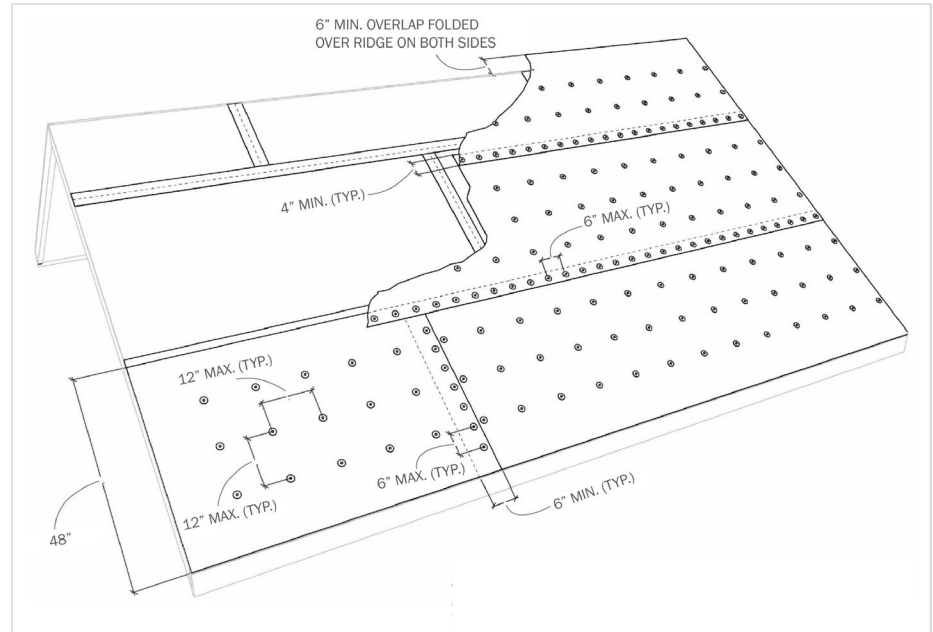 6” MIN. OVERLAP FOLDED
OVER RIDGE ON BOTH SIDES
4” MIN. (TYP.)
6” MAX. (TYP.)
12” MAX. (TYP.)
12” MAX. (TYP.)
6” MAX. (TYP.)
6” MIN. (TYP.)
48”